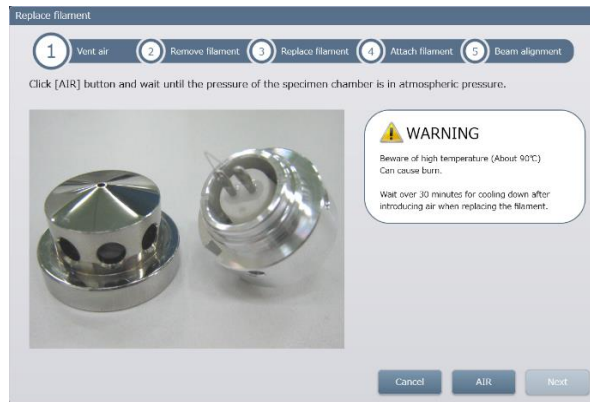 Replace filament
1 Vent air 2 Remove filament 3 Replace filament 4 Attach filament 5 Beam alignment
Click [AIR] button and wait until the pressure of the specimen chamber is in atmospheric pressure.
WARNING
Beware of high temperature (About 90℃)
Can cause burn.
Wait over 30 minutes for cooling down after
introducing air when replacing the filament.
Cancel AIR Next